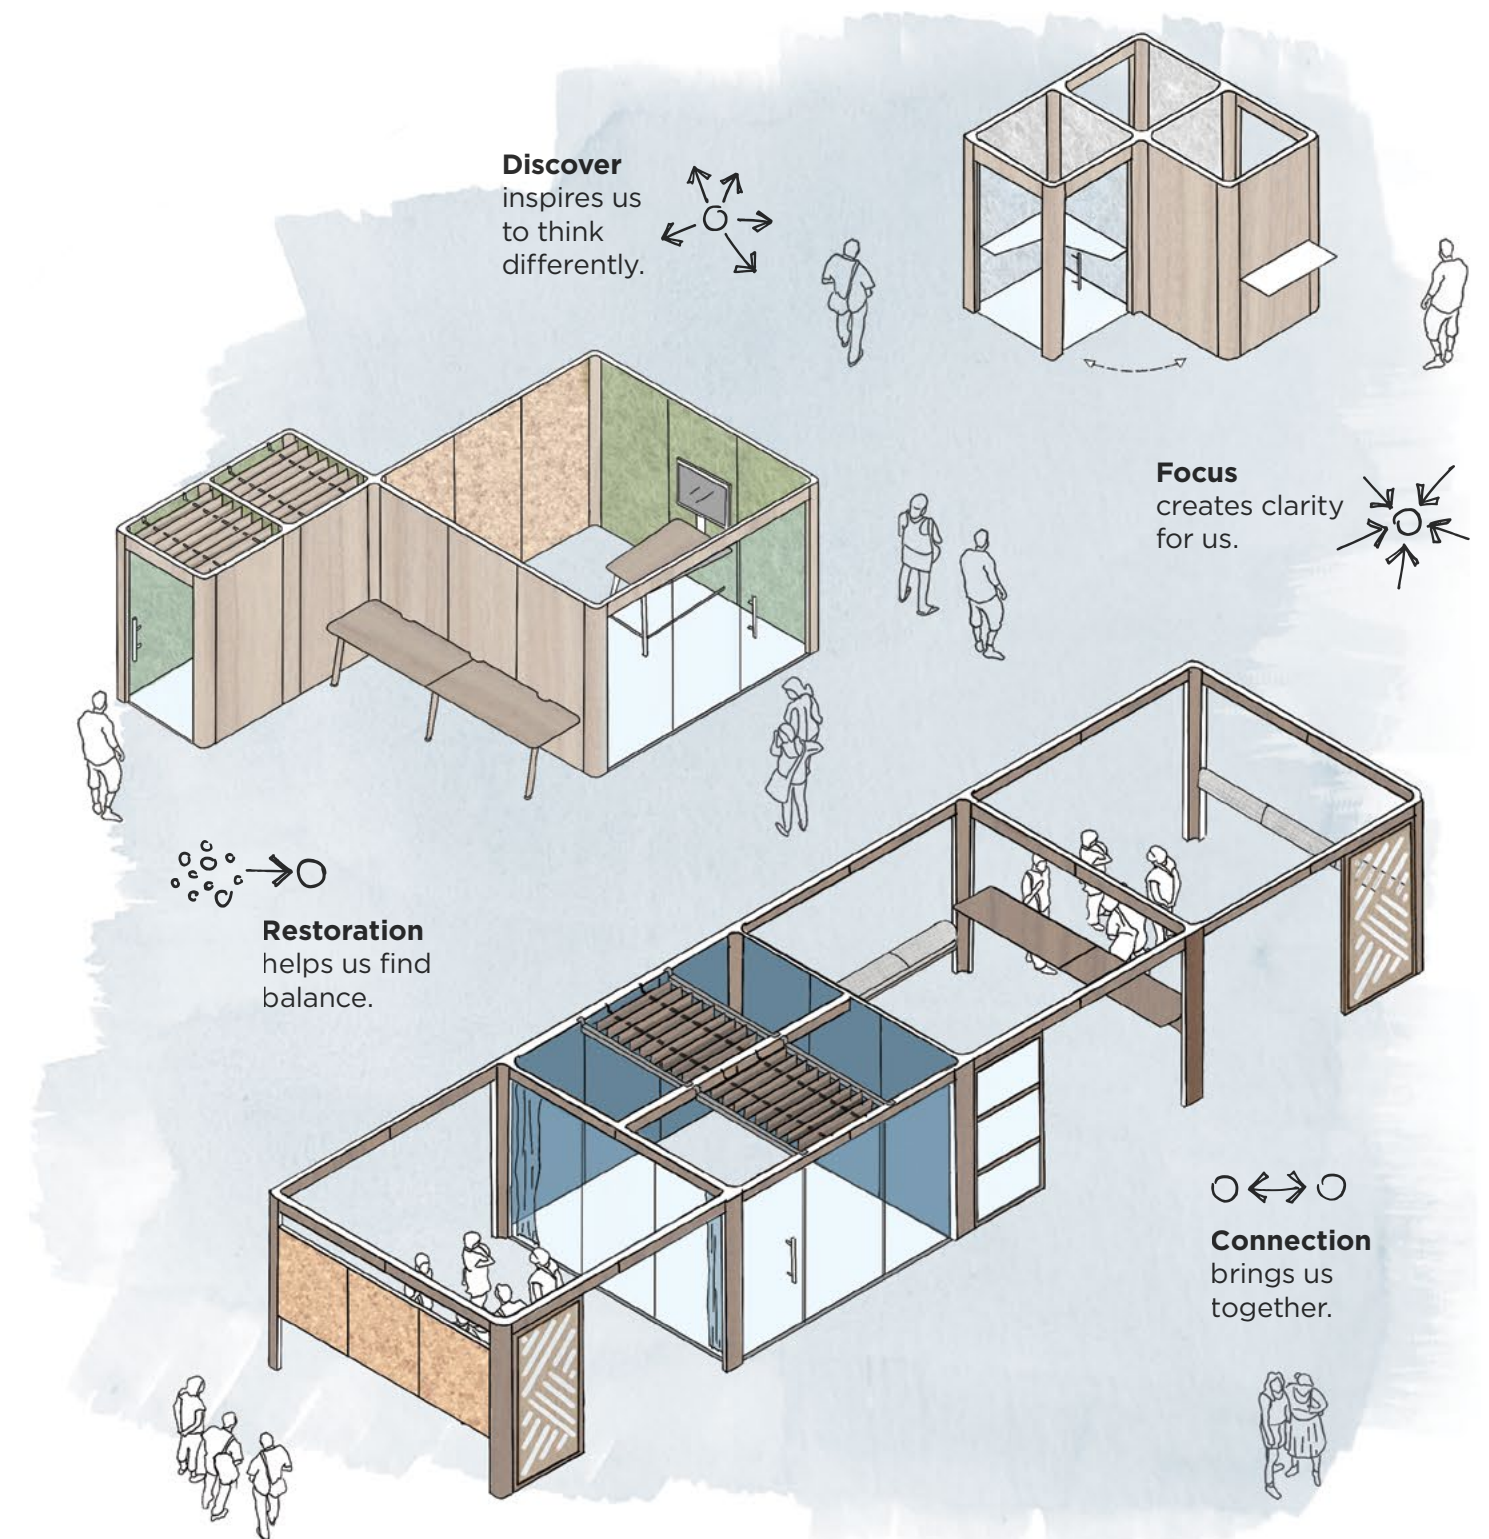 Discover
inspires us
to think
differently.
Focus
creates clarity
for us.
Restoration
helps us find
balance.
Connection
brings us
together.